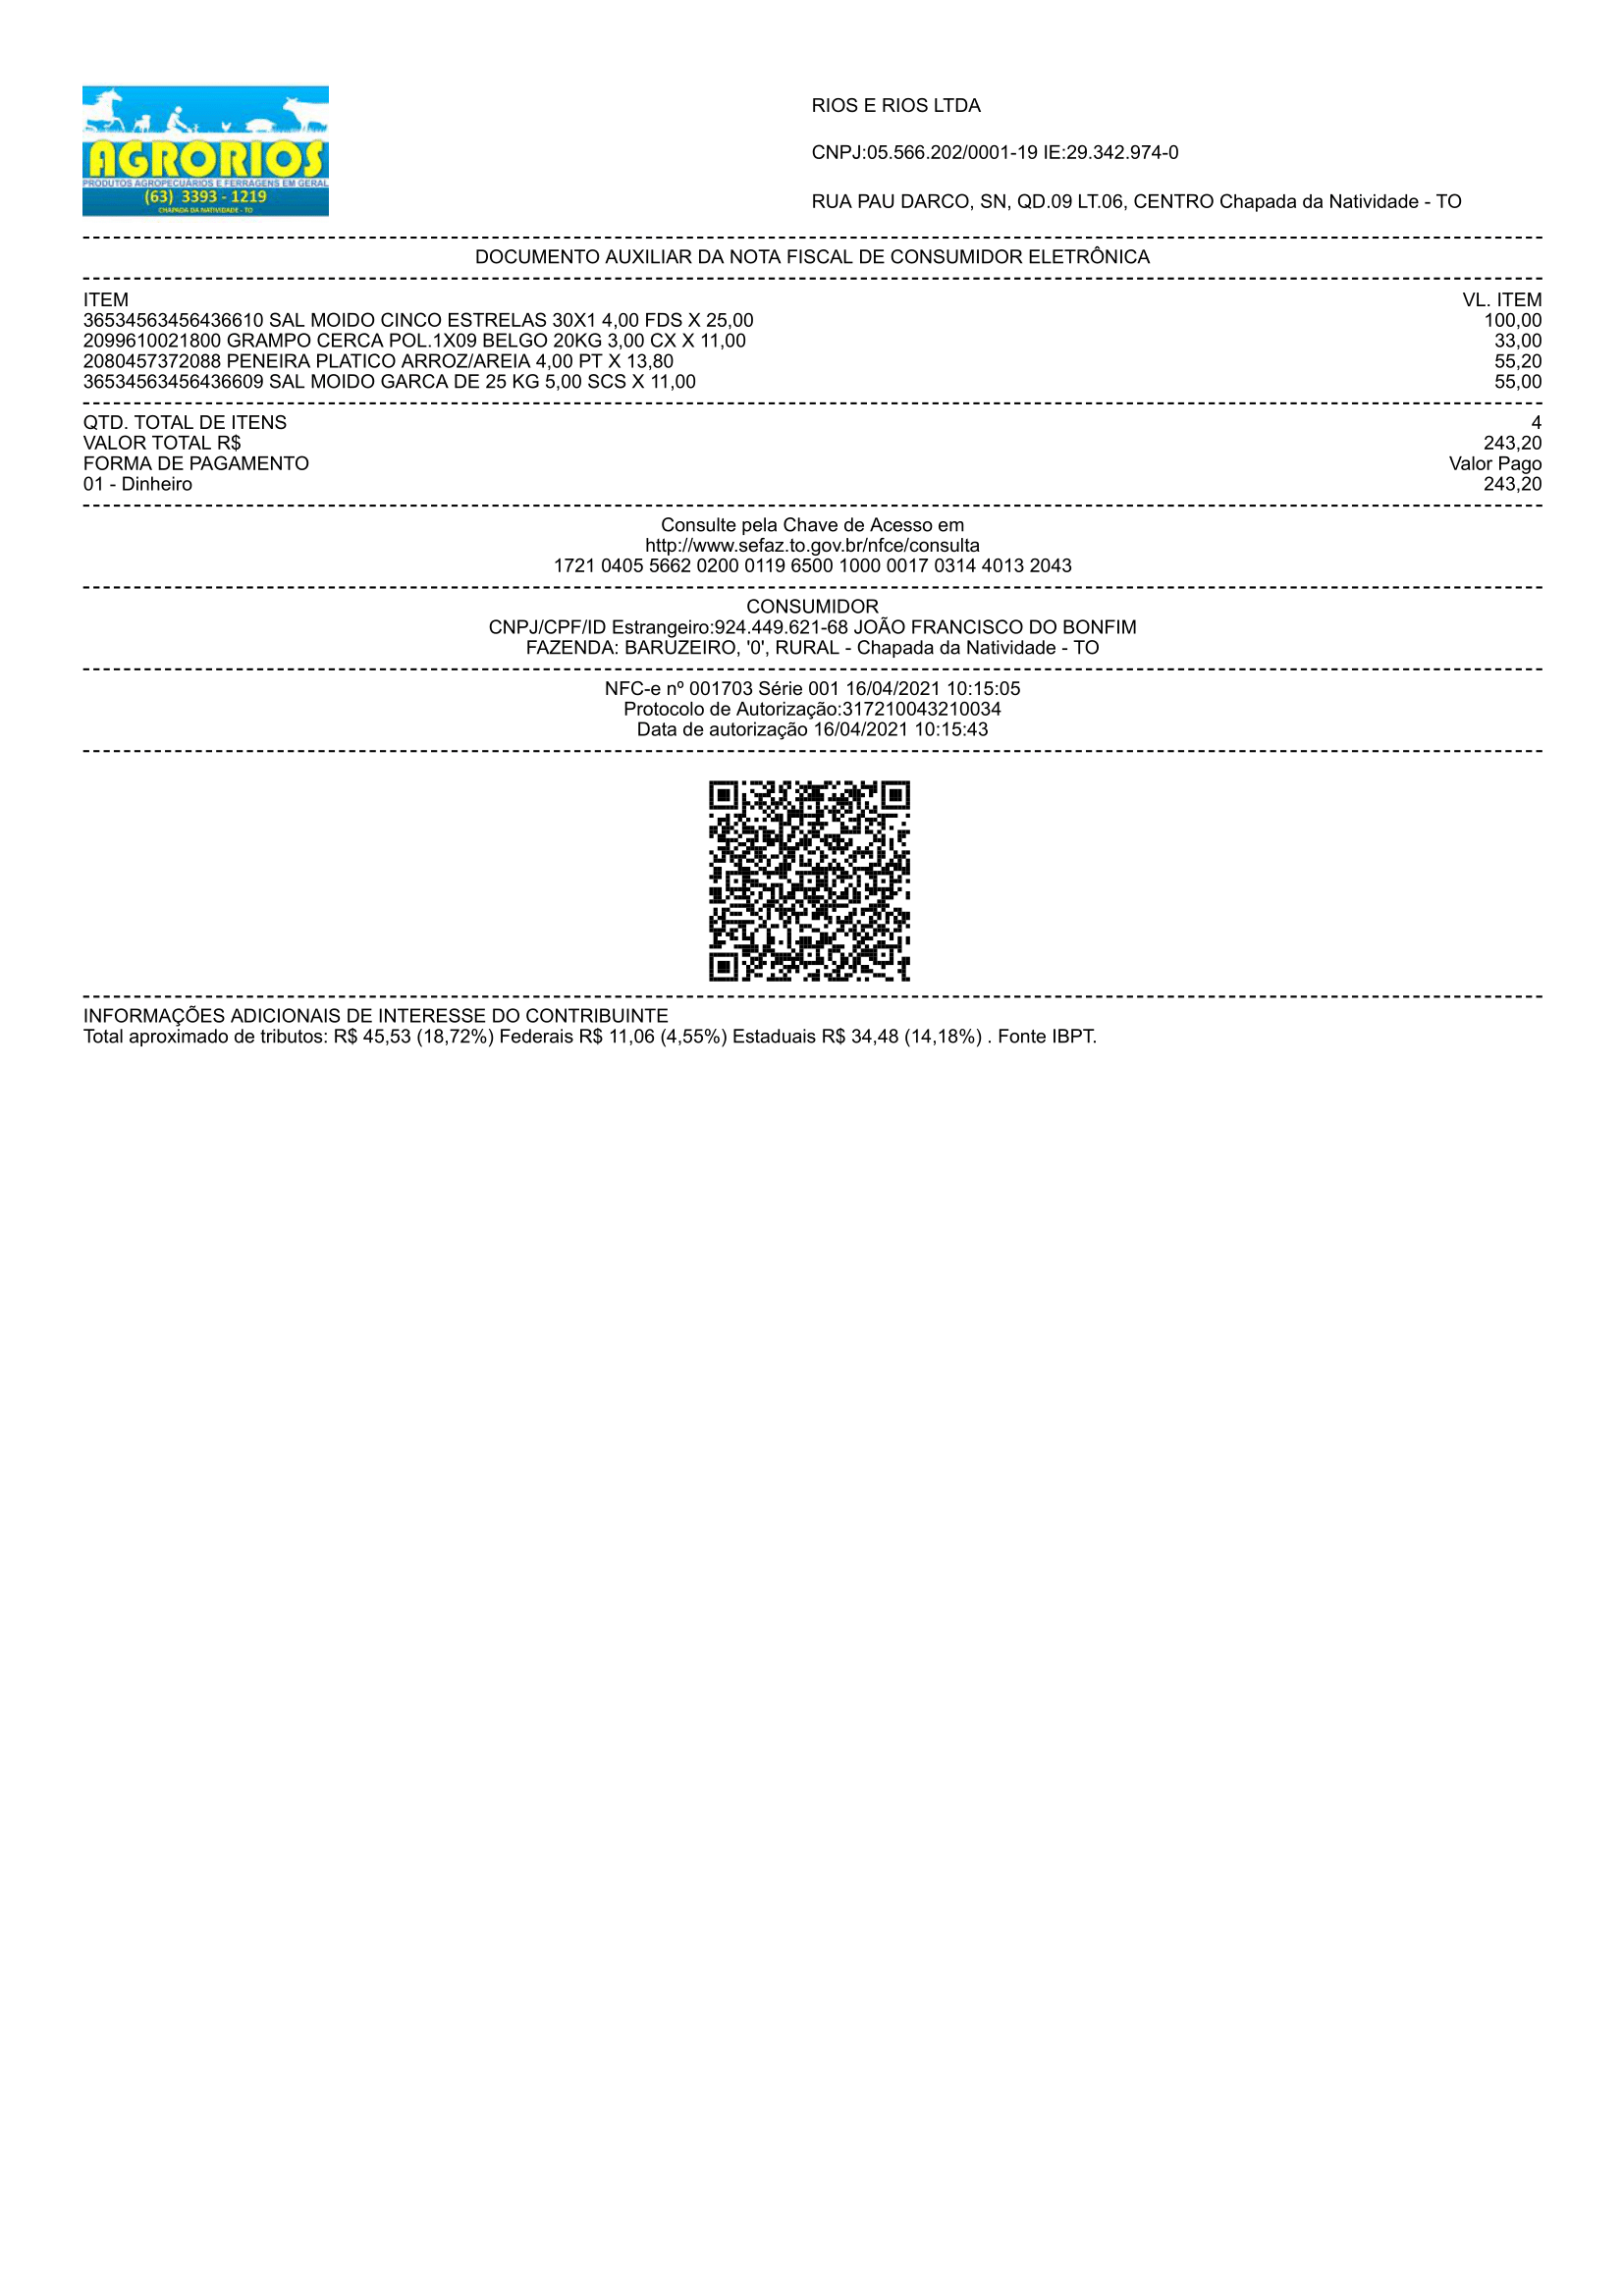 AGRORIOS
PRODUTOS AGROPECUÁRIOS E FERRAGENS EM GERAL
(63) 3393 - 1219
CHAPADA DA NATIVIDADE - TO
RIOS E RIOS LTDA
CNPJ:05.566.202/0001-19 IE:29.342.974-0
RUA PAU DARCO, SN, QD.09 LT.06, CENTRO Chapada da Natividade - TO
DOCUMENTO AUXILIAR DA NOTA FISCAL DE CONSUMIDOR ELETRÔNICA
ITEM VL. ITEM
36534563456436610 SAL MOIDO CINCO ESTRELAS 30X1 4,00 FDS X 25,00 100,00
2099610021800 GRAMPO CERCA POL.1X09 BELGO 20KG 3,00 CX X 11,00 33,00
2080457372088 PENEIRA PLATICO ARROZ/AREIA 4,00 PT X 13,80 55,20
36534563456436609 SAL MOIDO GARCA DE 25 KG 5,00 SCS X 11,00 55,00
QTD. TOTAL DE ITENS 4
VALOR TOTAL R$ 243,20
FORMA DE PAGAMENTO Valor Pago
01 - Dinheiro 243,20
Consulte pela Chave de Acesso em
http://www.sefaz.to.gov.br/nfce/consulta
1721 0405 5662 0200 0119 6500 1000 0017 0314 4013 2043
CONSUMIDOR
CNPJ/CPF/ID Estrangeiro:924.449.621-68 JOÃO FRANCISCO DO BONFIM
FAZENDA: BARUZEIRO, '0', RURAL - Chapada da Natividade - TO
NFC-e nº 001703 Série 001 16/04/2021 10:15:05
Protocolo de Autorização:317210043210034
Data de autorização 16/04/2021 10:15:43
INFORMAÇÕES ADICIONAIS DE INTERESSE DO CONTRIBUINTE
Total aproximado de tributos: R$ 45,53 (18,72%) Federais R$ 11,06 (4,55%) Estaduais R$ 34,48 (14,18%) . Fonte IBPT.